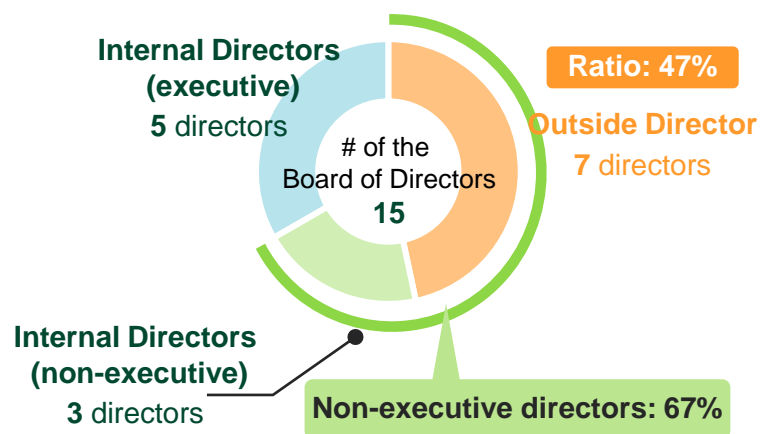 Internal Directors
(executive)
5 directors
Ratio: 47%
Outside Director
7 directors
# of the
Board of Directors
15
Internal Directors
(non-executive)
3 directors
Non-executive directors: 67%